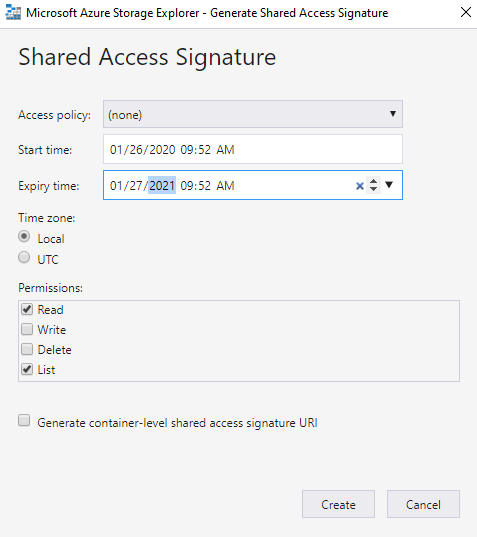 Microsoft Azure Storage Explorer - Generate Shared Access Signature
Shared Access Signature
Access policy: (none)
Start time: 01/26/2020 09:52 AM
Expiry time: 01/27/2021 09:52 AM
Time zone:
Local
UTC
Permissions:
Read
Write
Delete
List
Generate container-level shared access signature URI
Create Cancel